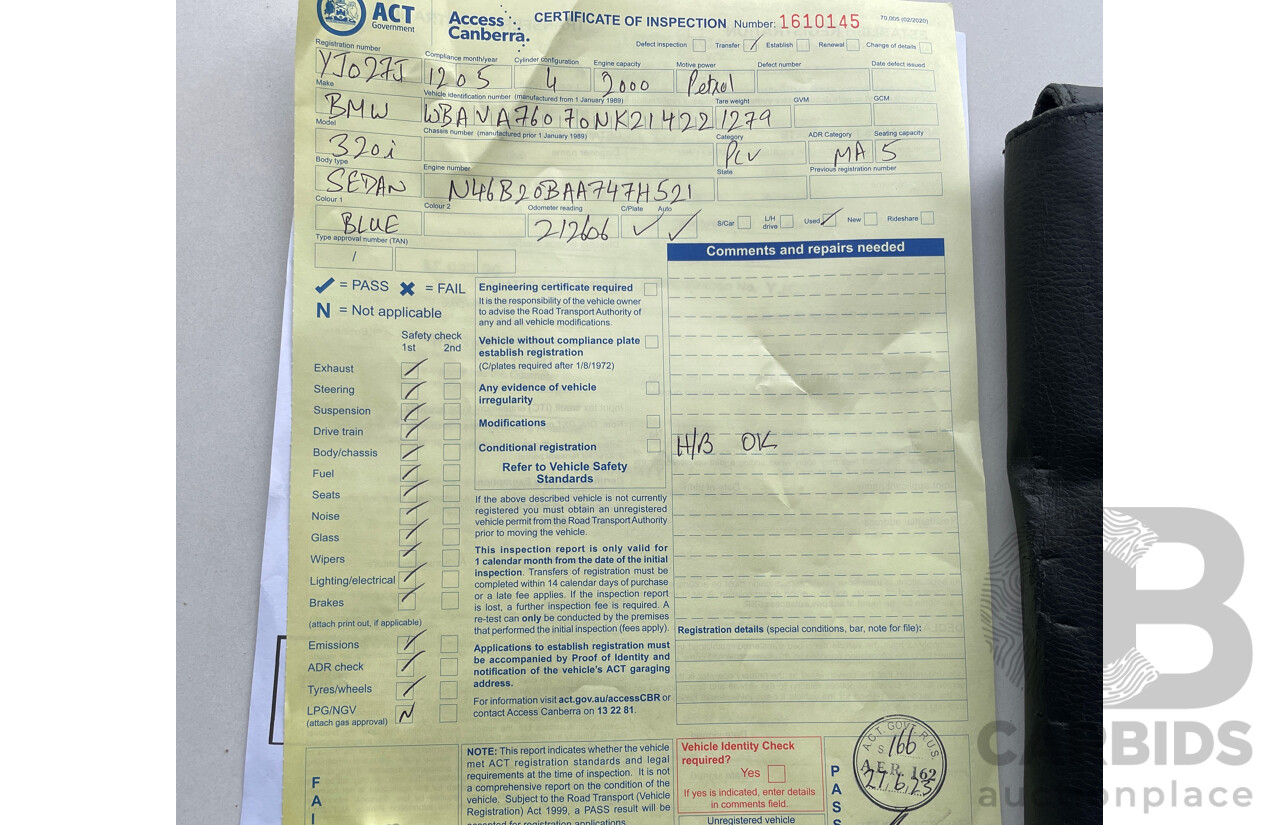 ACT
Government
Access
Canberra.
CERTIFICATE OF INSPECTION Number: 1610145
70.005 (02/2020)
Defect inspection Transfer Establish Renewal Change of details
Registration number Compliance month/year Cylinder configuration Engine capacity Motive power Defect number Date defect issued
YJ027J 1205 4 2000 Petrol
Make Vehicle identification number (manufactured from 1 January 1989) Tare weight GVM GCM
BMW WBAVA76070NK21422 1279
Model Chassis number (manufactured prior 1 January 1989) Category ADR Category Seating capacity
320i PCV MA 5
Body type Engine number State Previous registration number
SEDAN N46B20BAA747H521
Colour 1 Colour 2 Odometer reading C/Plate Auto
BLUE 212606 S/Car L/H drive Used New Rideshare
Type approval number (TAN)
/
Comments and repairs needed
= PASS = FAIL
N = Not applicable
Safety check
1st 2nd
Exhaust
Steering
Suspension
Drive train
Body/chassis
Fuel
Seats
Noise
Glass
Wipers
Lighting/electrical
Brakes
(attach print out, if applicable)
Emissions
ADR check
Tyres/wheels
LPG/NGV N
(attach gas approval)
Engineering certificate required
It is the responsibility of the vehicle owner
to advise the Road Transport Authority of
any and all vehicle modifications.
Vehicle without compliance plate
establish registration
(C/plates required after 1/8/1972)
Any evidence of vehicle
irregularity
Modifications
Conditional registration
Refer to Vehicle Safety
Standards
If the above described vehicle is not currently
registered you must obtain an unregistered
vehicle permit from the Road Transport Authority
prior to moving the vehicle.
This inspection report is only valid for
1 calendar month from the date of the initial
inspection. Transfers of registration must be
completed within 14 calendar days of purchase
or a late fee applies. If the inspection report
is lost, a further inspection fee is required. A
re-test can only be conducted by the premises
that performed the initial inspection (fees apply).
Applications to establish registration must
be accompanied by Proof of Identity and
notification of the vehicle's ACT garaging
address.
For information visit act.gov.au/accessCBR or
contact Access Canberra on 13 22 81.
H/B OK
Registration details (special conditions, bar, note for file):
FAI
NOTE: This report indicates whether the vehicle
met ACT registration standards and legal
requirements at the time of inspection. It is not
a comprehensive report on the condition of the
vehicle. Subject to the Road Transport (Vehicle
Registration) Act 1999, a PASS result will be
accepted for registration applications.
Vehicle Identity Check
required?
Yes
If yes is indicated, enter details
in comments field.
Unregistered vehicle
PASS
A.C.T. GOVT RUS
S 166
A.E.R. 162
27.6.23
CARBIDS
auctionplace